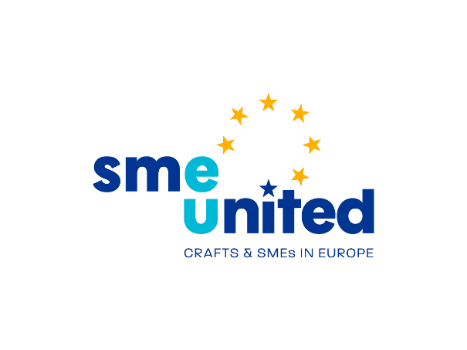 sme
united
CRAFTS & SMEs IN EUROPE